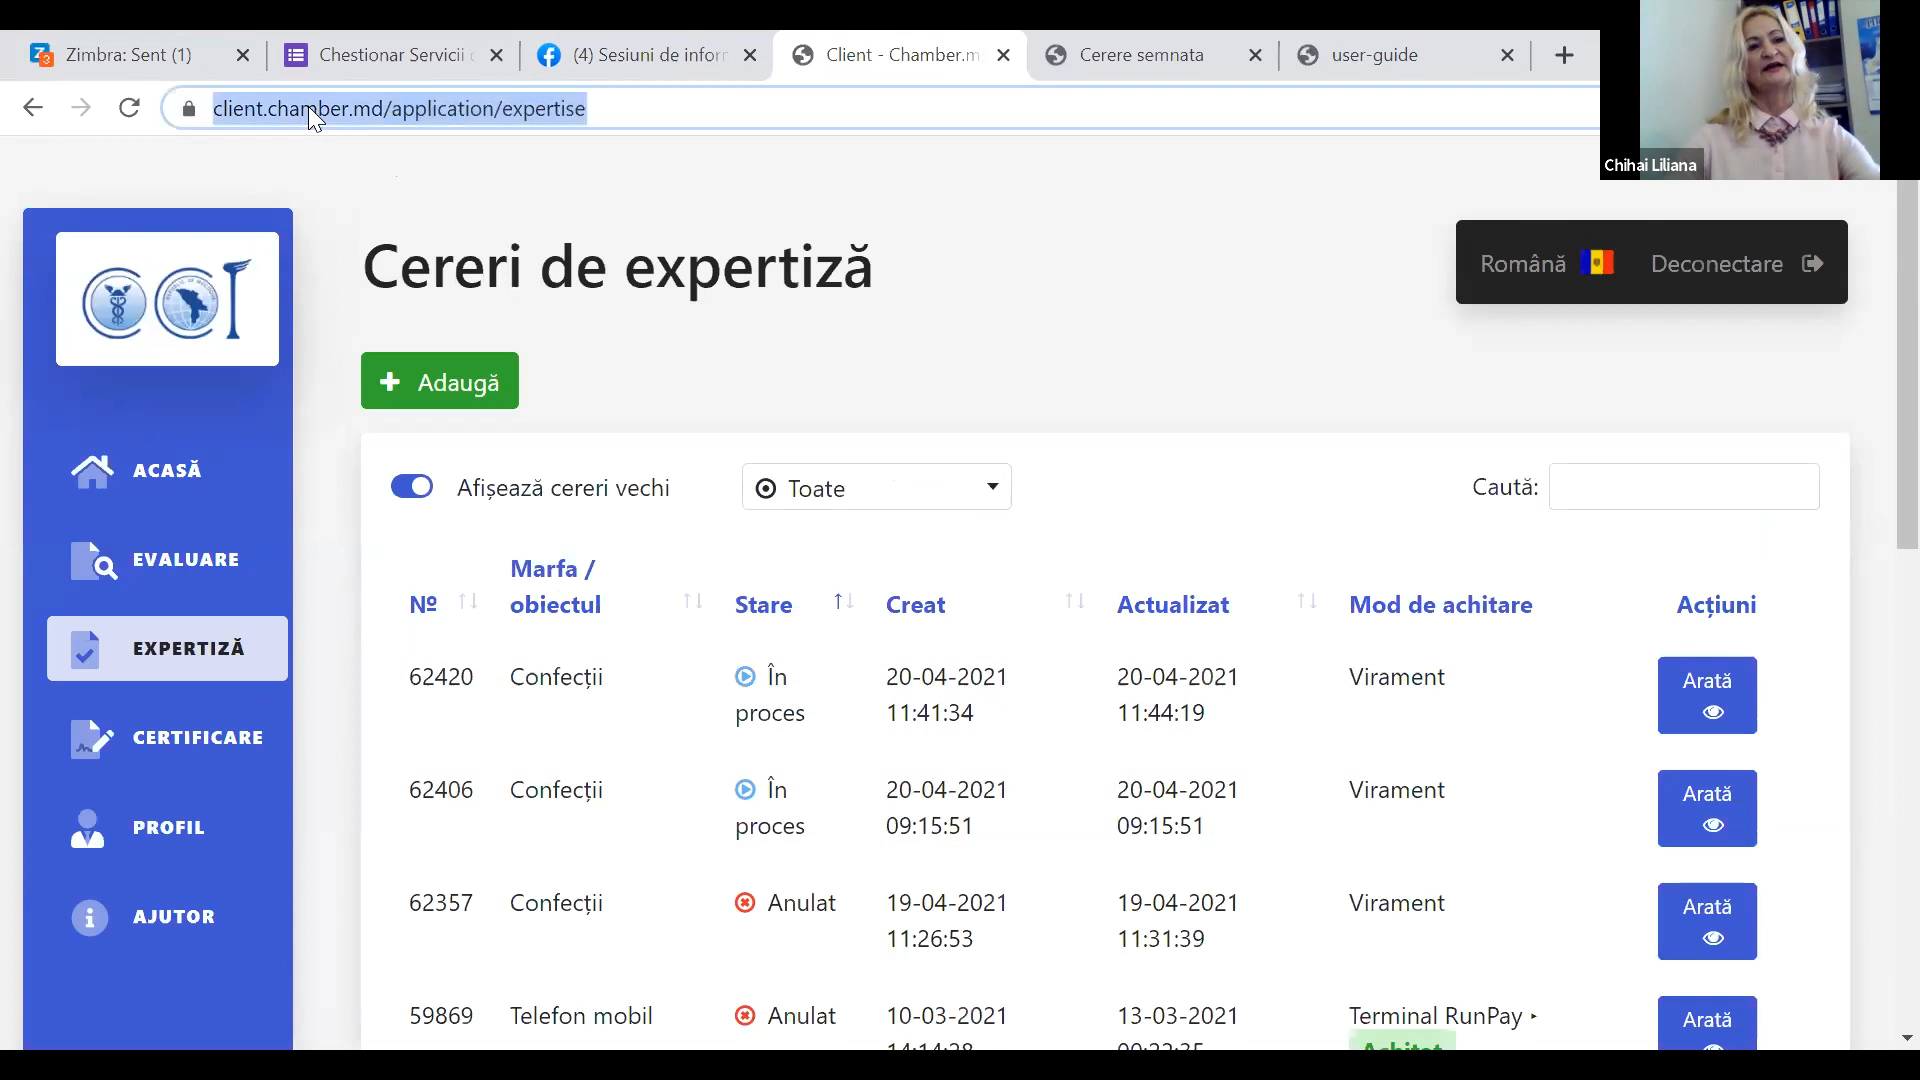 Zimbra: Sent (1)
Chestionar Servicii
(4) Sesiuni de inform
Client - Chamber.m
Cerere semnata
user-guide
client.chamber.md/application/expertise
Chihai Liliana
Cereri de expertiză
Română
Deconectare
Adaugă
ACASĂ
EVALUARE
EXPERTIZĂ
CERTIFICARE
PROFIL
AJUTOR
Afișează cereri vechi
Toate
Caută:
Nº Marfa / obiectul Stare Creat Actualizat Mod de achitare Acțiuni
62420 Confecții În proces 20-04-2021 11:41:34 20-04-2021 11:44:19 Virament Arată
62406 Confecții În proces 20-04-2021 09:15:51 20-04-2021 09:15:51 Virament Arată
62357 Confecții Anulat 19-04-2021 11:26:53 19-04-2021 11:31:39 Virament Arată
59869 Telefon mobil Anulat 10-03-2021 13-03-2021 Terminal RunPay Arată
Achitat